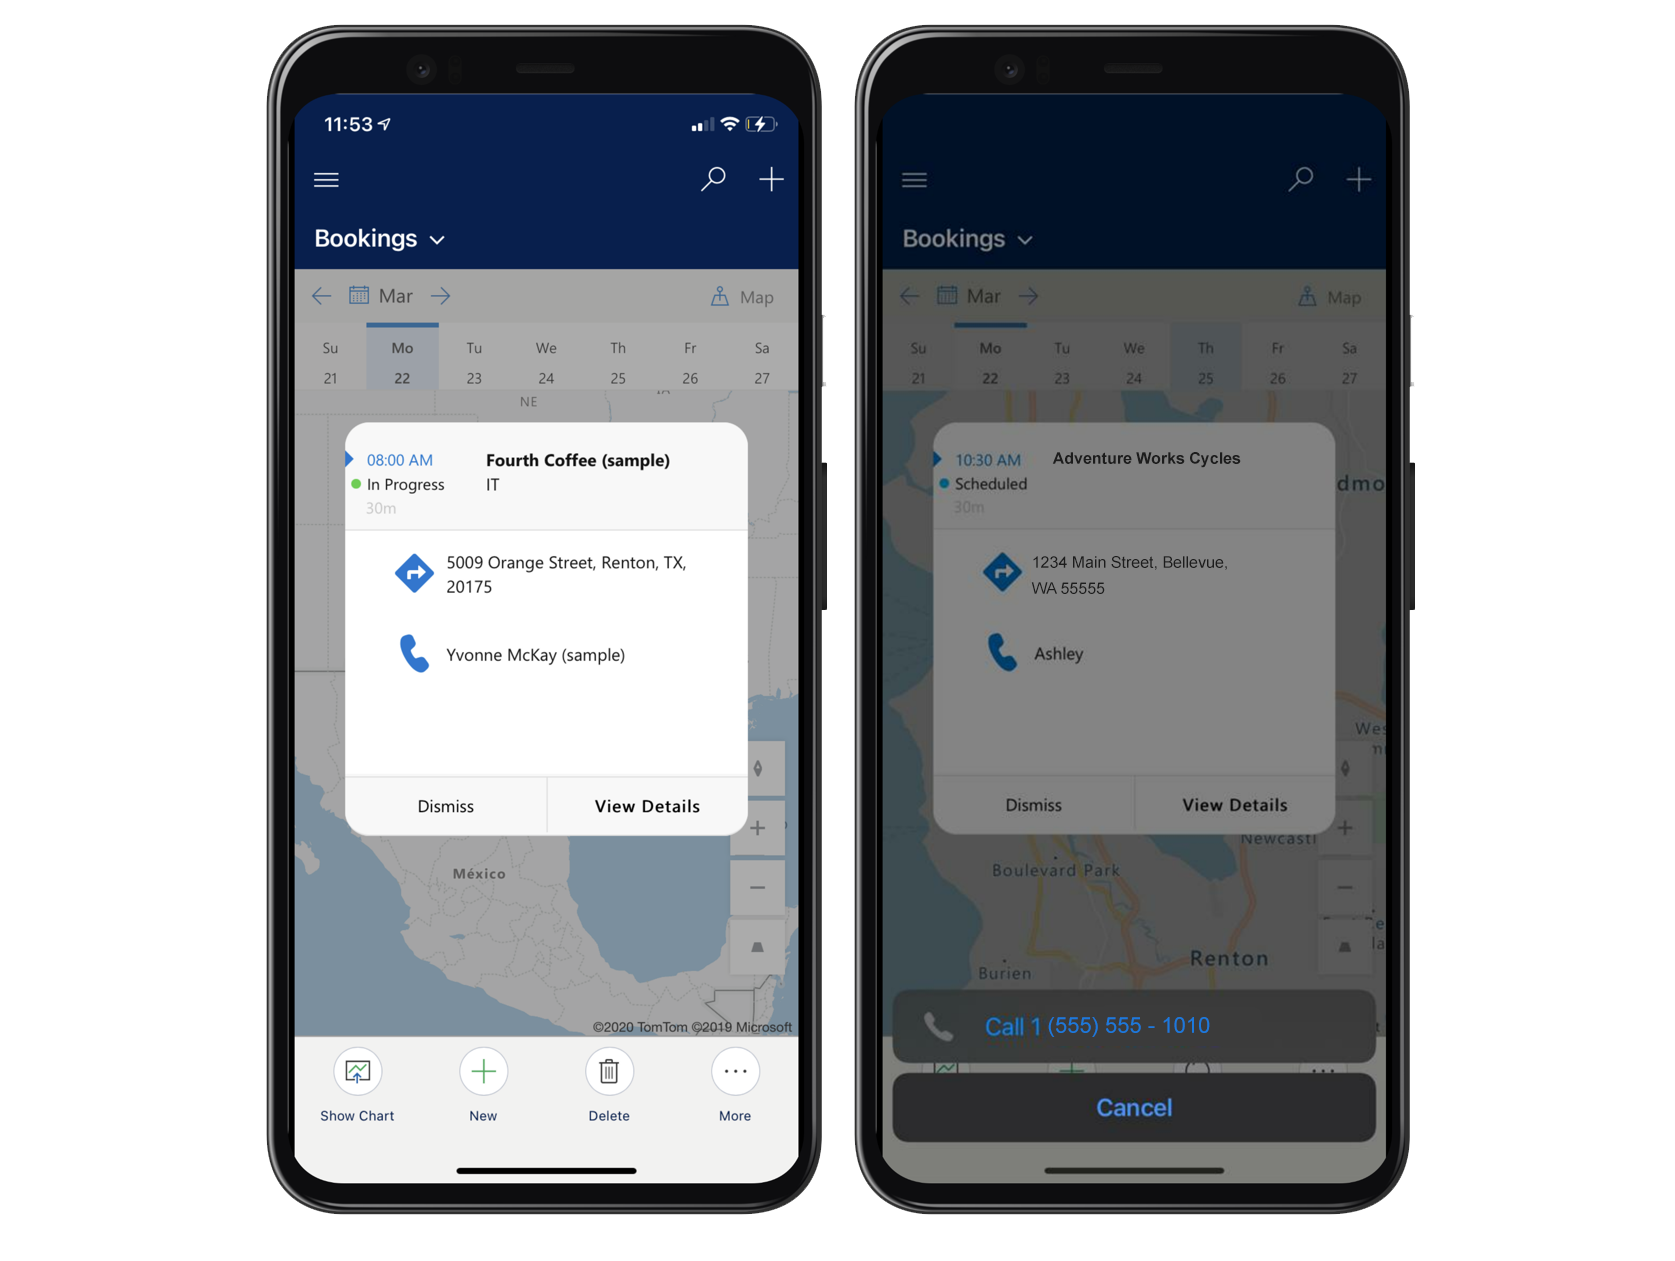 11:53
Bookings
Mar
Map
Su Mo Tu We Th Fr Sa
21 22 23 24 25 26 27
NE
08:00 AM Fourth Coffee (sample)
In Progress IT
30m
5009 Orange Street, Renton, TX,
20175
Yvonne McKay (sample)
Dismiss View Details
México
©2020 TomTom ©2019 Microsoft
Show Chart New Delete More
Bookings
Mar
Map
Su Mo Tu We Th Fr Sa
21 22 23 24 25 26 27
10:30 AM Adventure Works Cycles
dmo
Scheduled
30m
1234 Main Street, Bellevue,
WA 55555
Ashley
Wes
Dismiss View Details
Newcastl
Boulevard Park
Renton
Burien
Call 1 (555) 555 - 1010
Cancel